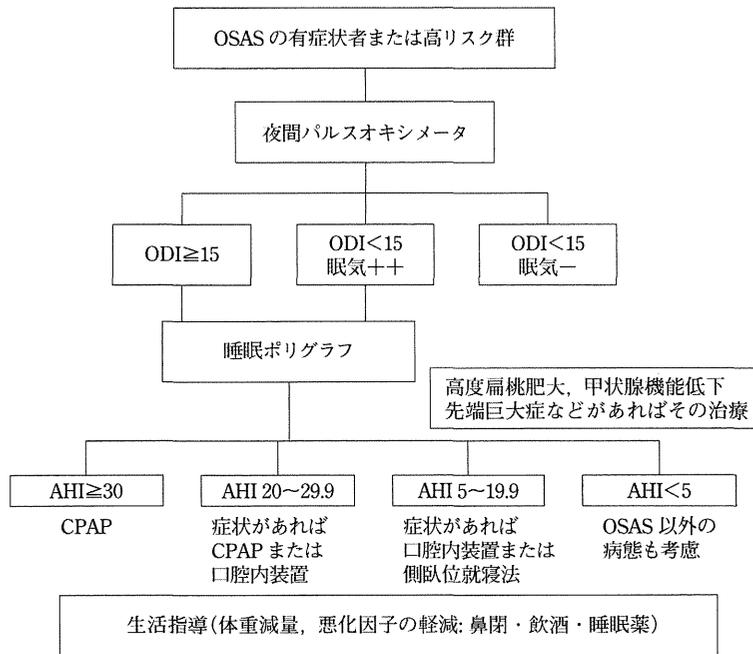 OSASの有症状者または高リスク群
夜間パルスオキシメータ
ODI≧15
ODI<15
眠気++
ODI<15
眠気−
睡眠ポリグラフ
高度扁桃肥大，甲状腺機能低下
先端巨大症などがあればその治療
AHI≧30
CPAP
AHI 20〜29.9
症状があれば
CPAPまたは
口腔内装置
AHI 5〜19.9
症状があれば
口腔内装置または
側臥位就寝法
AHI<5
OSAS以外の
病態も考慮
生活指導(体重減量，悪化因子の軽減: 鼻閉・飲酒・睡眠薬)